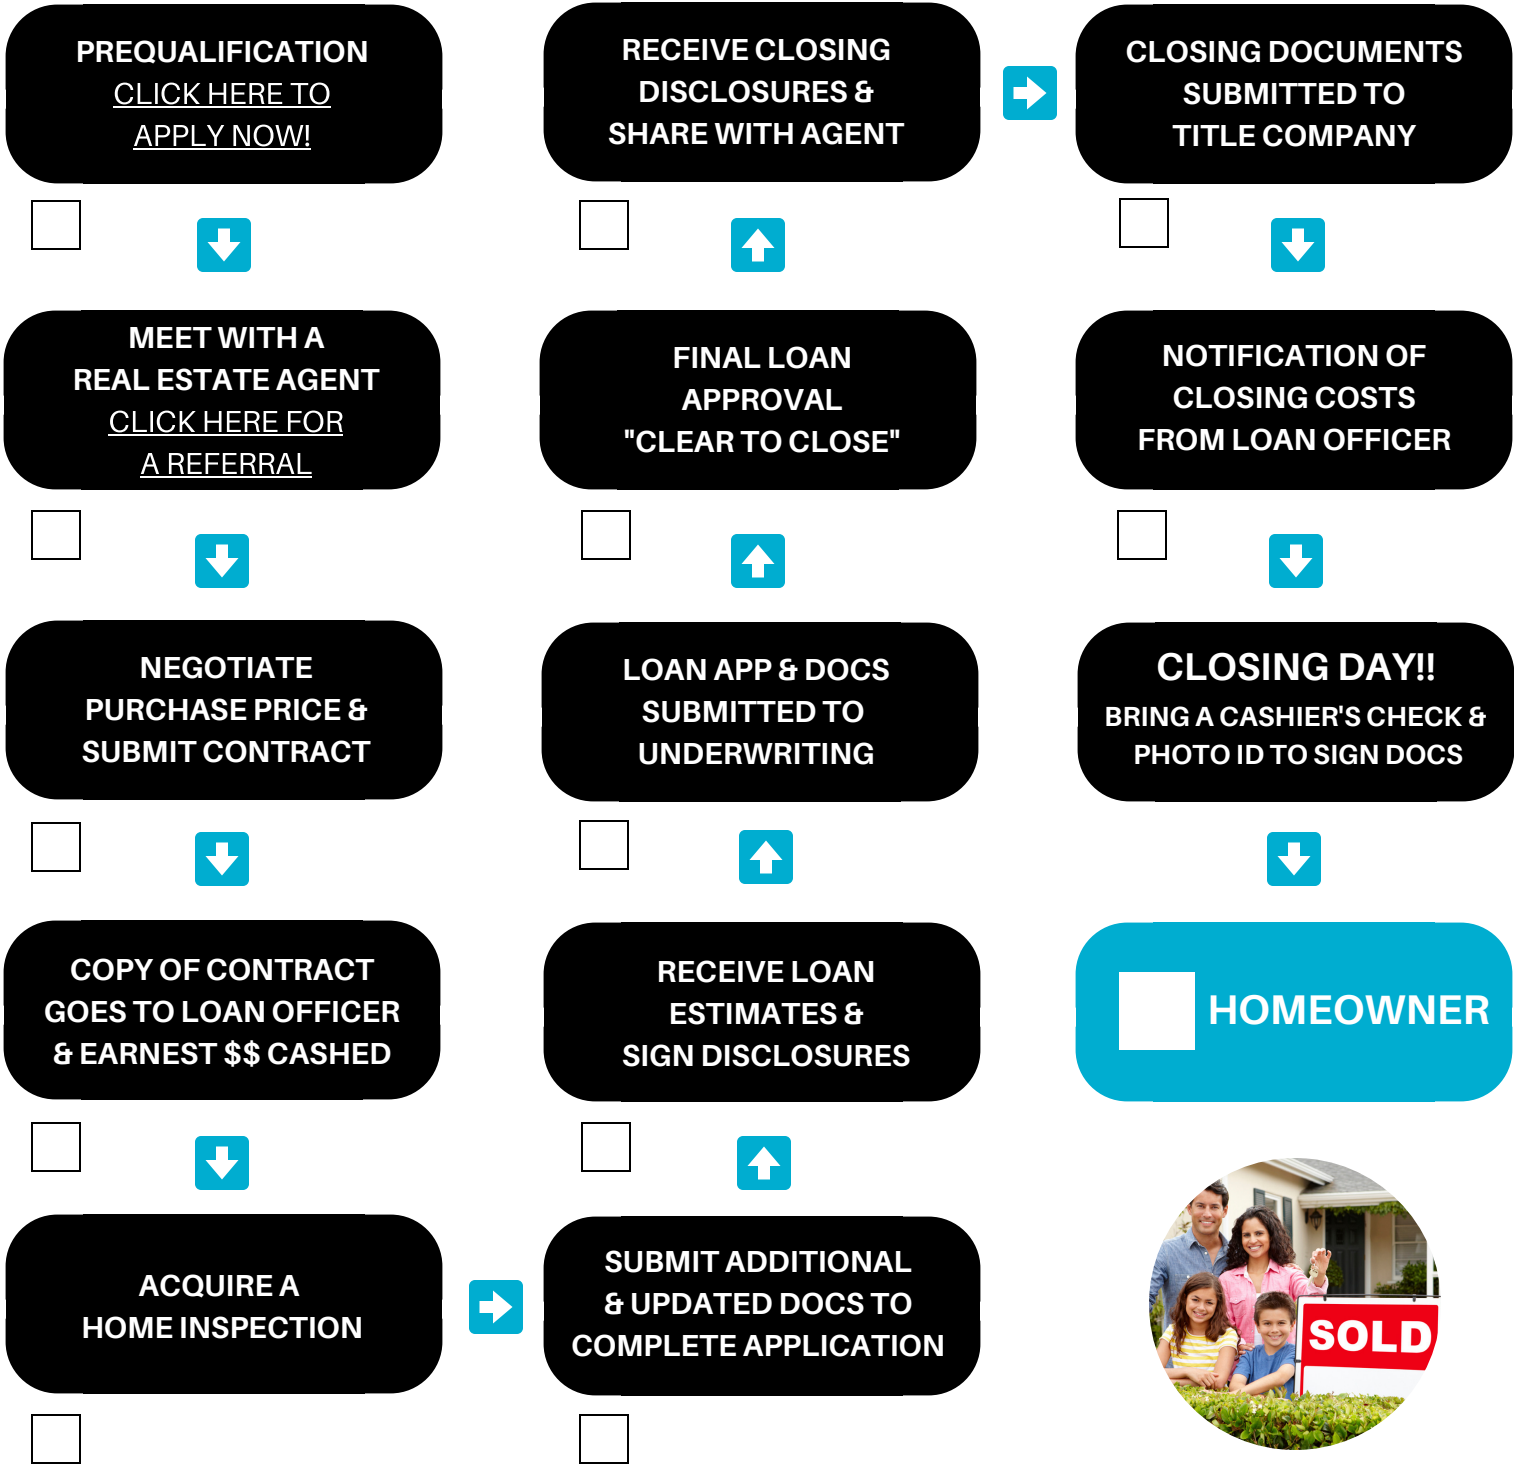 PREQUALIFICATION
CLICK HERE TO
APPLY NOW!
MEET WITH A
REAL ESTATE AGENT
CLICK HERE FOR
A REFERRAL
NEGOTIATE
PURCHASE PRICE &
SUBMIT CONTRACT
COPY OF CONTRACT
GOES TO LOAN OFFICER
& EARNEST $$ CASHED
ACQUIRE A
HOME INSPECTION
SUBMIT ADDITIONAL
& UPDATED DOCS TO
COMPLETE APPLICATION
RECEIVE LOAN
ESTIMATES &
SIGN DISCLOSURES
LOAN APP & DOCS
SUBMITTED TO
UNDERWRITING
FINAL LOAN
APPROVAL
"CLEAR TO CLOSE"
RECEIVE CLOSING
DISCLOSURES &
SHARE WITH AGENT
CLOSING DOCUMENTS
SUBMITTED TO
TITLE COMPANY
NOTIFICATION OF
CLOSING COSTS
FROM LOAN OFFICER
CLOSING DAY!!
BRING A CASHIER'S CHECK &
PHOTO ID TO SIGN DOCS
HOMEOWNER
SOLD